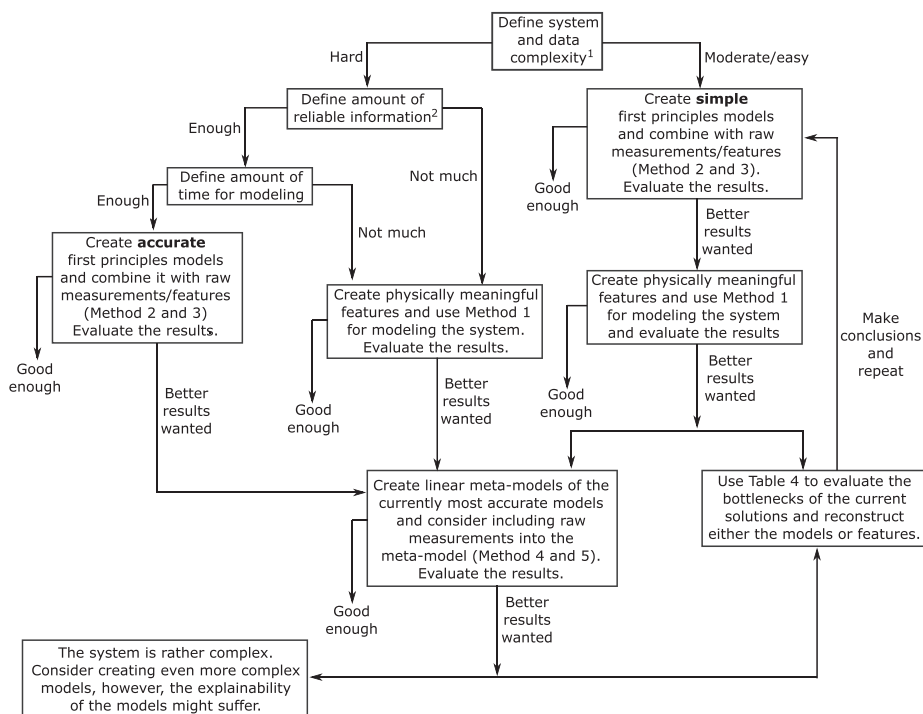 Define system
and data
complexity¹
Hard
Moderate/easy
Define amount of
reliable information²
Enough
Not much
Create simple
first principles models
and combine with raw
measurements/features
(Method 2 and 3).
Evaluate the results.
Good
enough
Better
results
wanted
Define amount of
time for modeling
Enough
Not much
Create accurate
first principles models
and combine it with raw
measurements/features
(Method 2 and 3)
Evaluate the results.
Good
enough
Better
results
wanted
Create physically meaningful
features and use Method 1
for modeling the system.
Evaluate the results.
Good
enough
Better
results
wanted
Create physically meaningful
features and use Method 1
for modeling the system
and evaluate the results
Good
enough
Better
results
wanted
Make
conclusions
and
repeat
Create linear meta-models of the
currently most accurate models
and consider including raw
measurements into the
meta-model (Method 4 and 5).
Evaluate the results.
Good
enough
Better
results
wanted
Use Table 4 to evaluate the
bottlenecks of the current
solutions and reconstruct
either the models or features.
The system is rather complex.
Consider creating even more complex
models, however, the explainability
of the models might suffer.